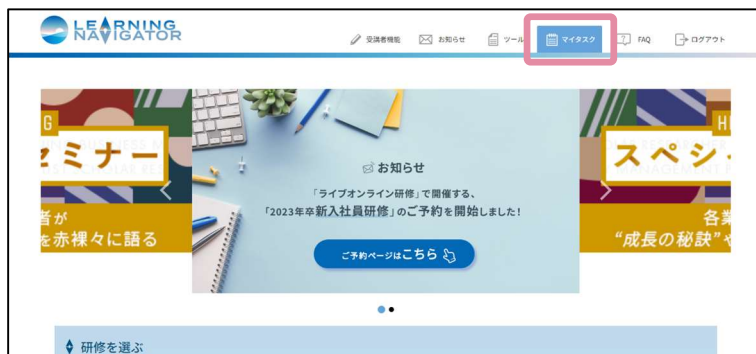 LEARNING
NAVIGATOR
受講者機能 お知らせ ツール マイタスク FAQ ログアウト
セミナー
者が
を赤裸々に語る
お知らせ
「ライブオンライン研修」で開催する、
「2023年卒新入社員研修」のご予約を開始しました！
ご予約ページはこちら
スペシ
各業
“成長の秘訣”や
研修を選ぶ